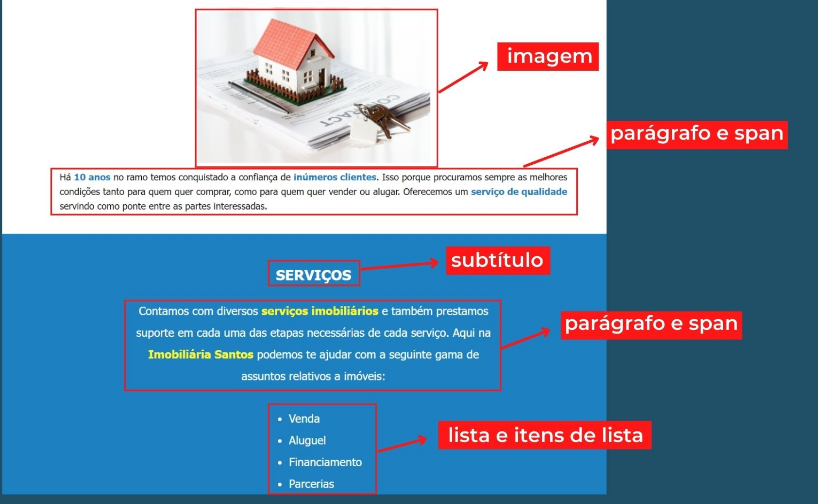 CONTRACT
imagem
parágrafo e span
Há 10 anos no ramo temos conquistado a confiança de inúmeros clientes. Isso porque procuramos sempre as melhores
condições tanto para quem quer comprar, como para quem quer vender ou alugar. Oferecemos um serviço de qualidade
servindo como ponte entre as partes interessadas.
subtítulo
SERVIÇOS
Contamos com diversos serviços imobiliários e também prestamos
suporte em cada uma das etapas necessárias de cada serviço. Aqui na
Imobiliária Santos podemos te ajudar com a seguinte gama de
assuntos relativos a imóveis:
parágrafo e span
• Venda
• Aluguel
• Financiamento
• Parcerias
lista e itens de lista